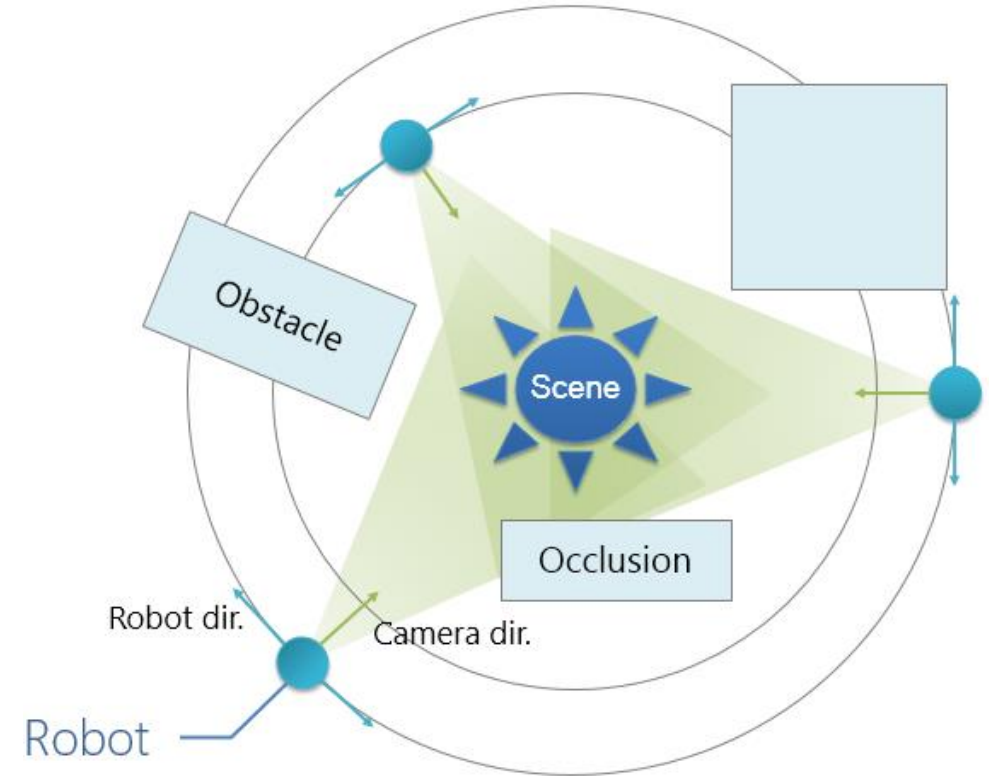 Obstacle
Scene
Occlusion
Robot dir.
Camera dir.
Robot